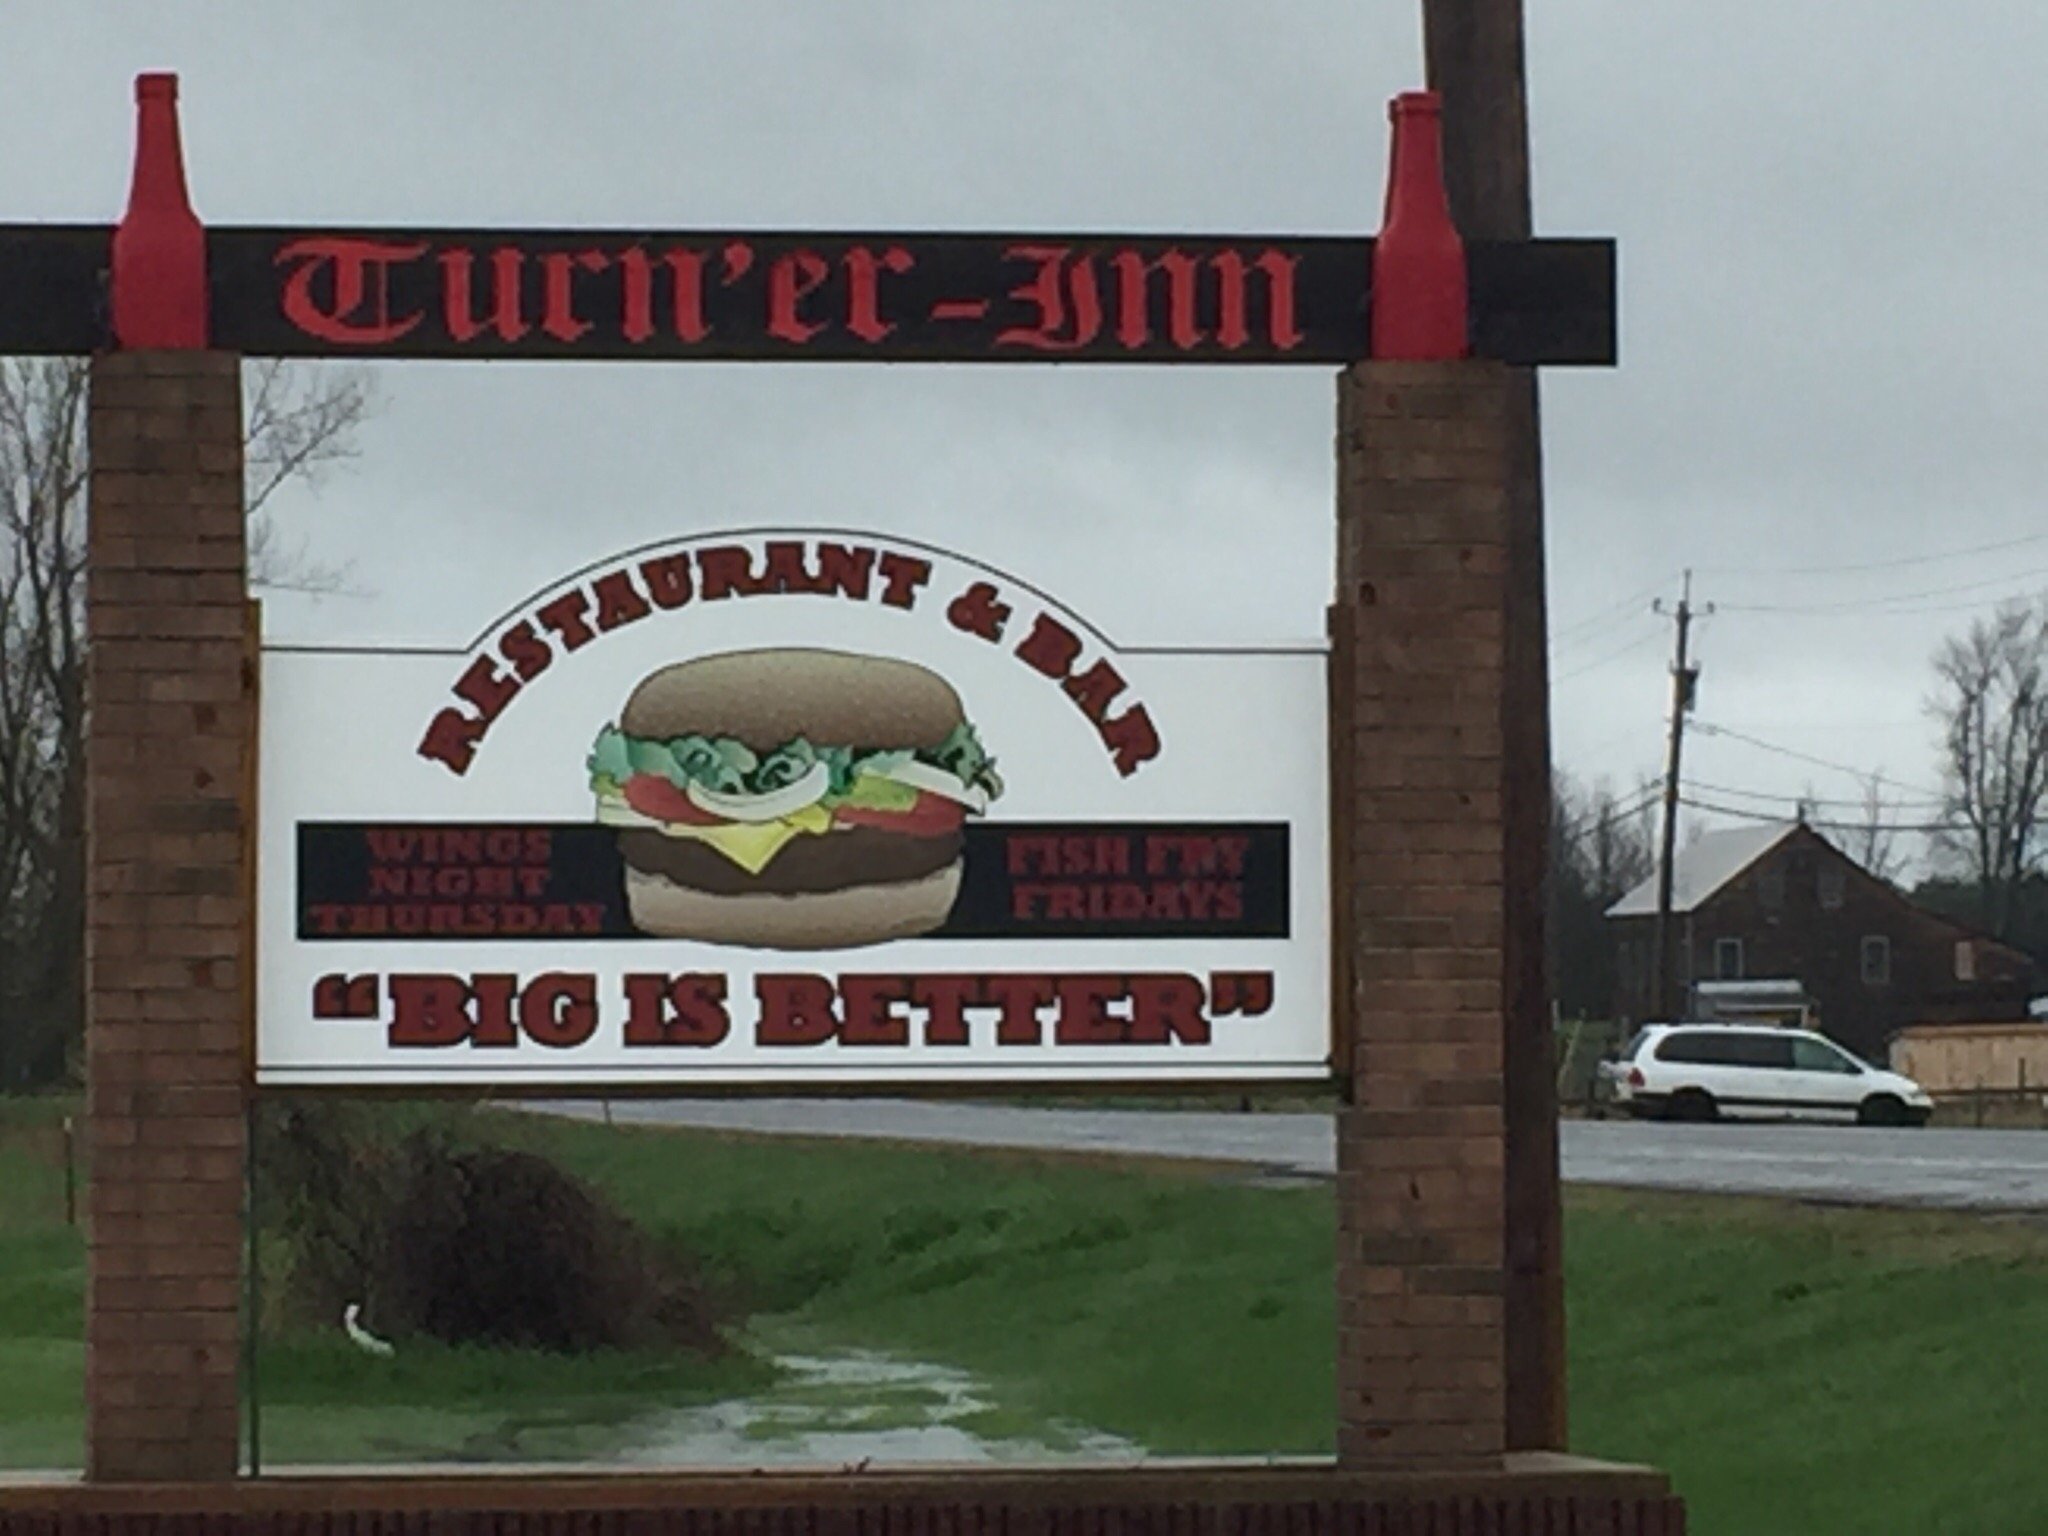 Turn'er-Inn
RESTAURANT & BAR
WINGS
NIGHT
THURSDAY
FISH FRY
FRIDAYS
"BIG IS BETTER"